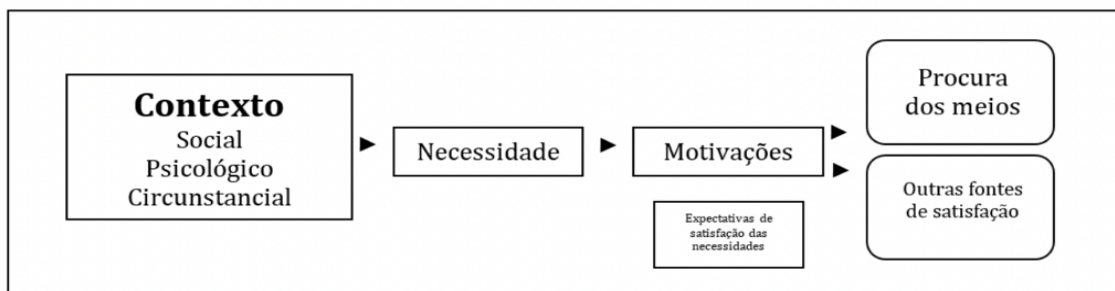 Contexto
Social
Psicológico
Circunstancial
Necessidade
Motivações
Expectativas de
satisfação das
necessidades
Procura
dos meios
Outras fontes
de satisfação